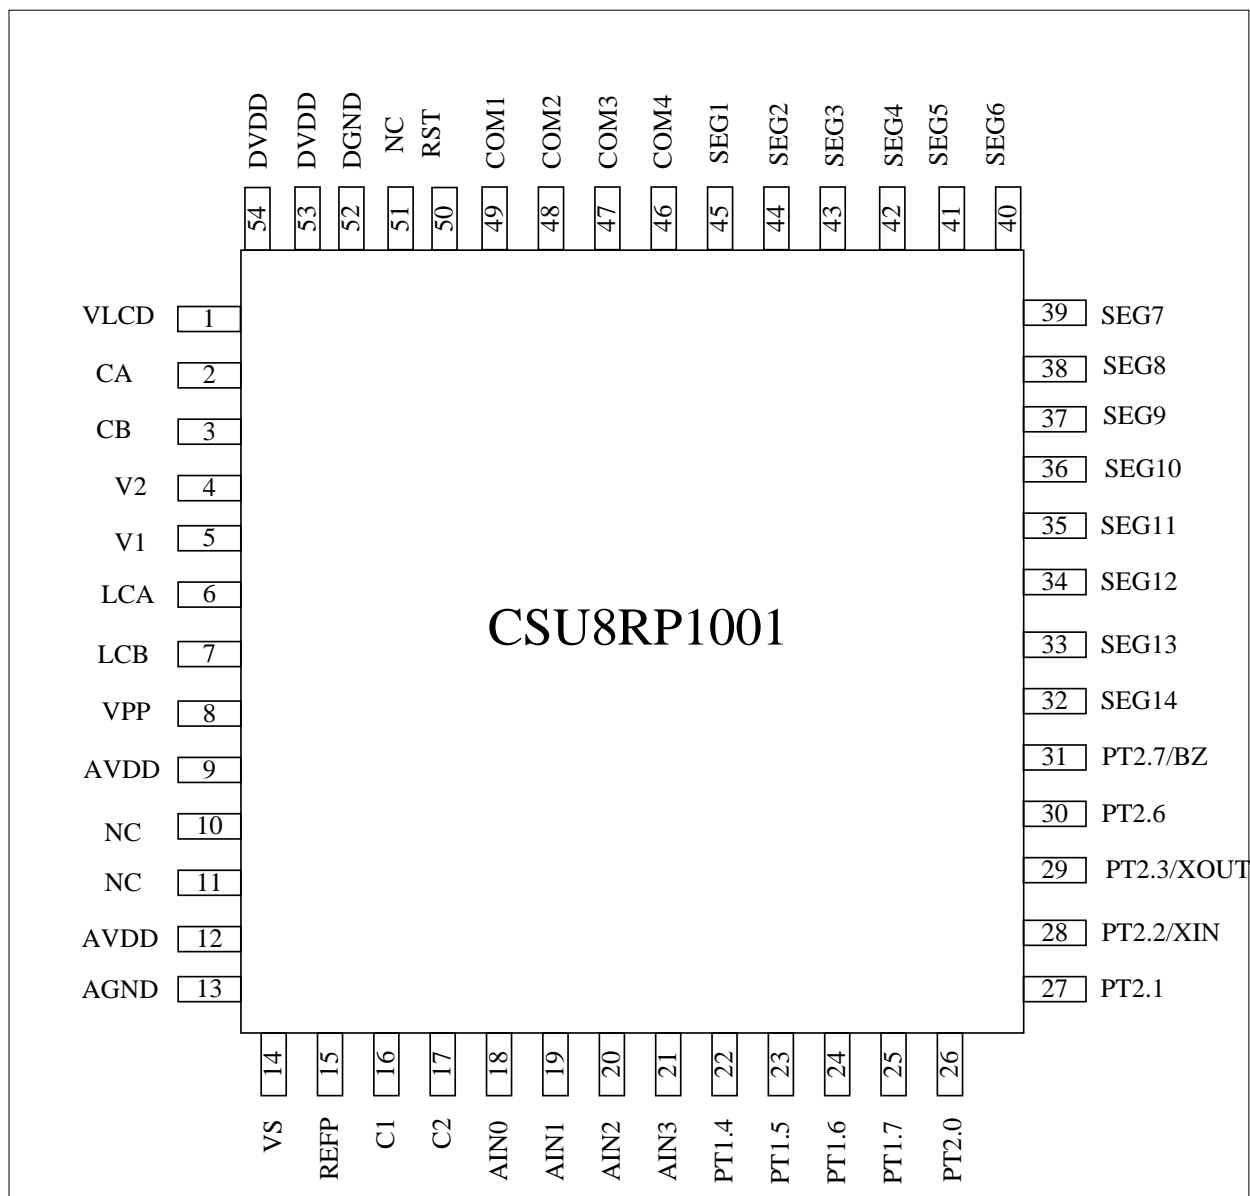 DVDD DVDD DGND NC RST COM1 COM2 COM3 COM4 SEG1 SEG2 SEG3 SEG4 SEG5 SEG6
54 53 52 51 50 49 48 47 46 45 44 43 42 41 40
VLCD 1 39 SEG7
CA 2 38 SEG8
CB 3 37 SEG9
V2 4 36 SEG10
V1 5 35 SEG11
LCA 6 34 SEG12
CSU8RP1001
LCB 7 33 SEG13
VPP 8 32 SEG14
AVDD 9 31 PT2.7/BZ
NC 10 30 PT2.6
NC 11 29 PT2.3/XOUT
AVDD 12 28 PT2.2/XIN
AGND 13 27 PT2.1
14 15 16 17 18 19 20 21 22 23 24 25 26
VS REFP C1 C2 AIN0 AIN1 AIN2 AIN3 PT1.4 PT1.5 PT1.6 PT1.7 PT2.0